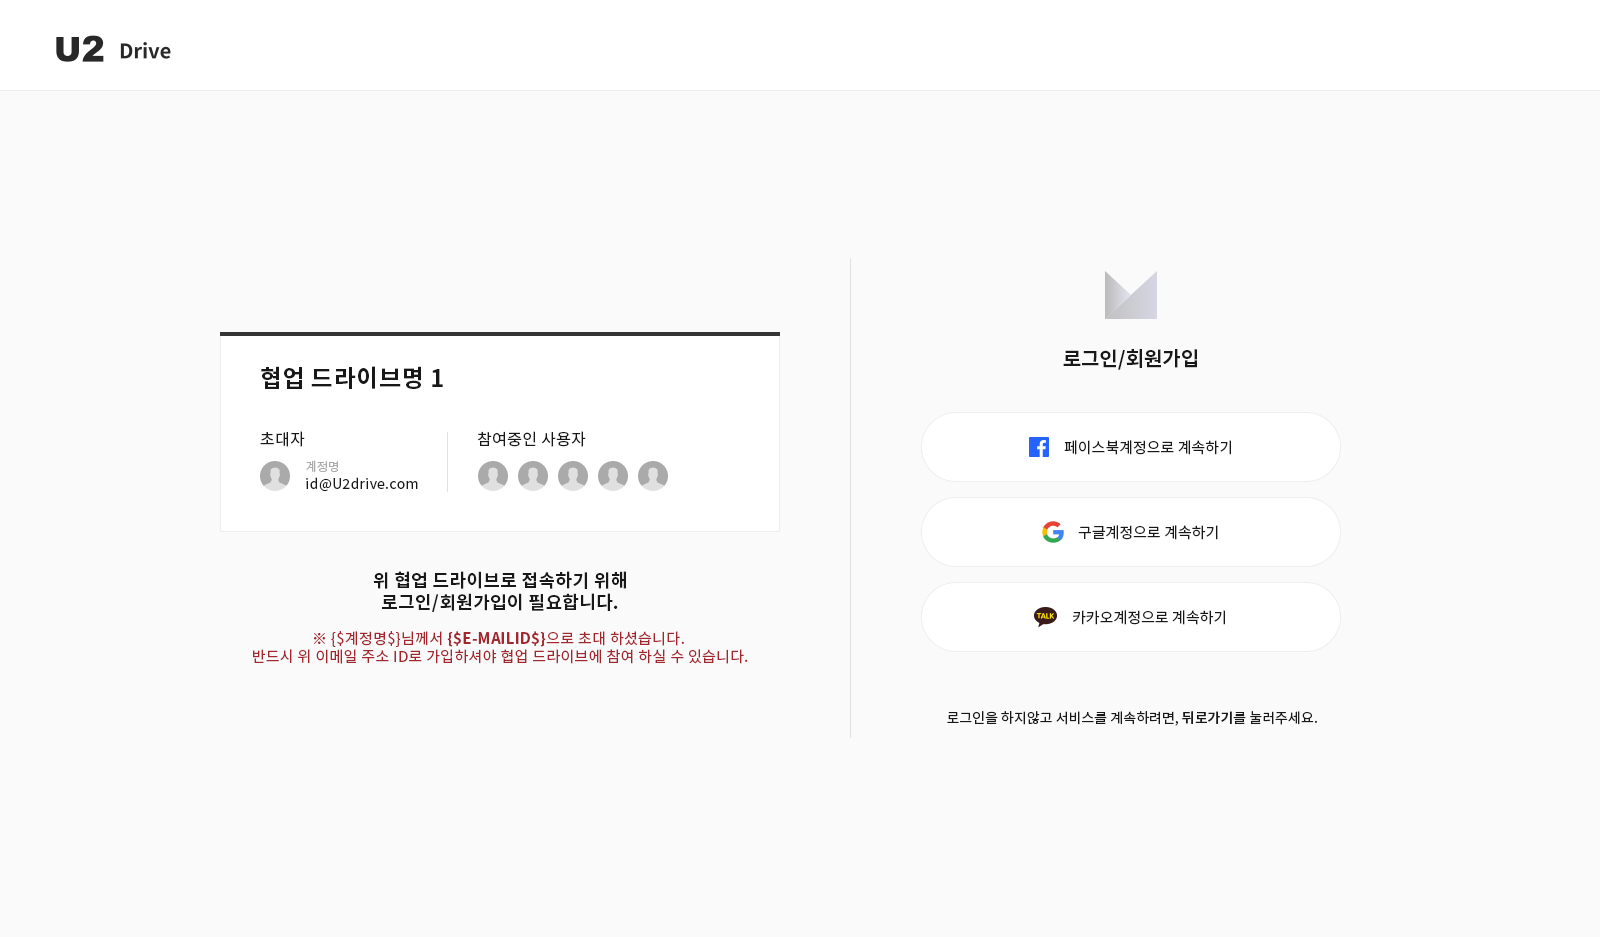 U2 Drive
협업 드라이브명 1
초대자
계정명
id@U2drive.com
참여중인 사용자
위 협업 드라이브로 접속하기 위해
로그인/회원가입이 필요합니다.
※ {$계정명$}님께서 {$E-MAILID$}으로 초대 하셨습니다.
반드시 위 이메일 주소 ID로 가입하셔야 협업 드라이브에 참여 하실 수 있습니다.
로그인/회원가입
페이스북계정으로 계속하기
구글계정으로 계속하기
TALK 카카오계정으로 계속하기
로그인을 하지않고 서비스를 계속하려면, 뒤로가기를 눌러주세요.